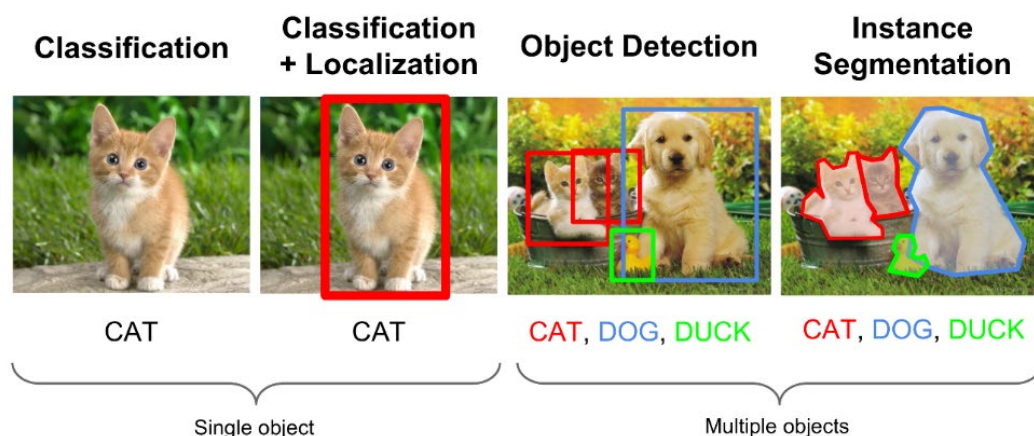 Classification
Classification
+ Localization
Object Detection
Instance
Segmentation
CAT
CAT
CAT, DOG, DUCK
CAT, DOG, DUCK
Single object
Multiple objects